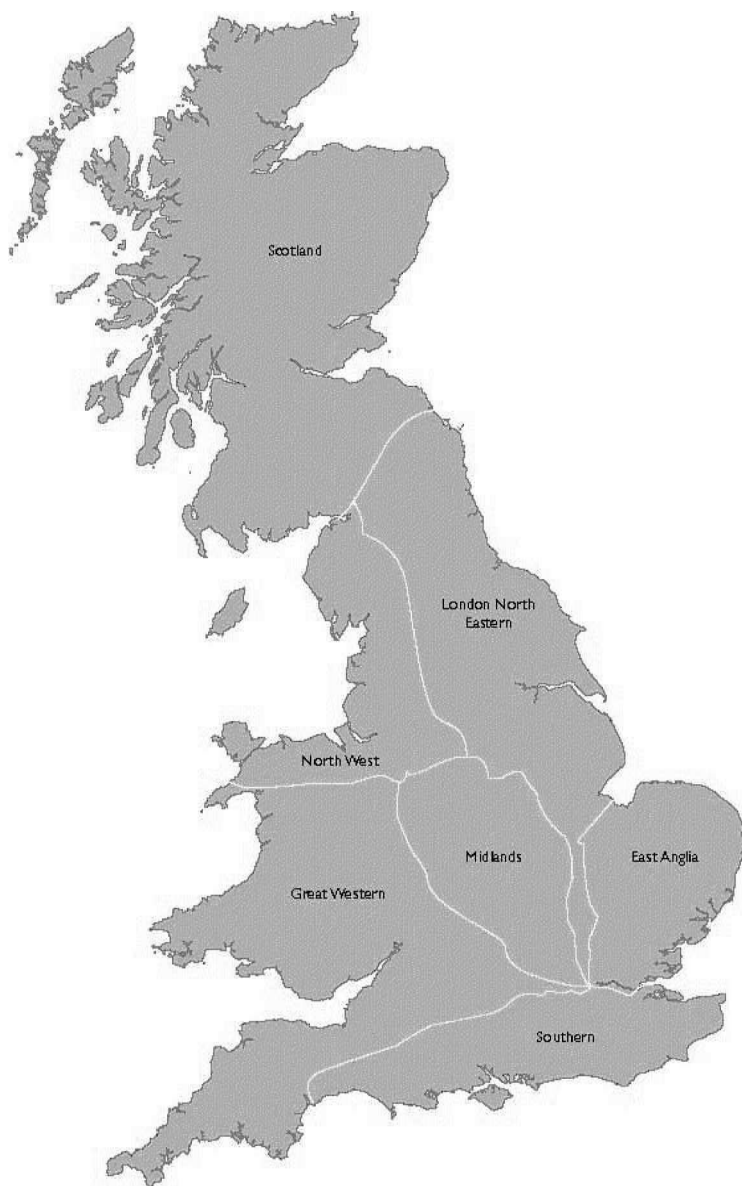 Scotland
London North
Eastern
North West
Midlands
East Anglia
Great Western
Southern